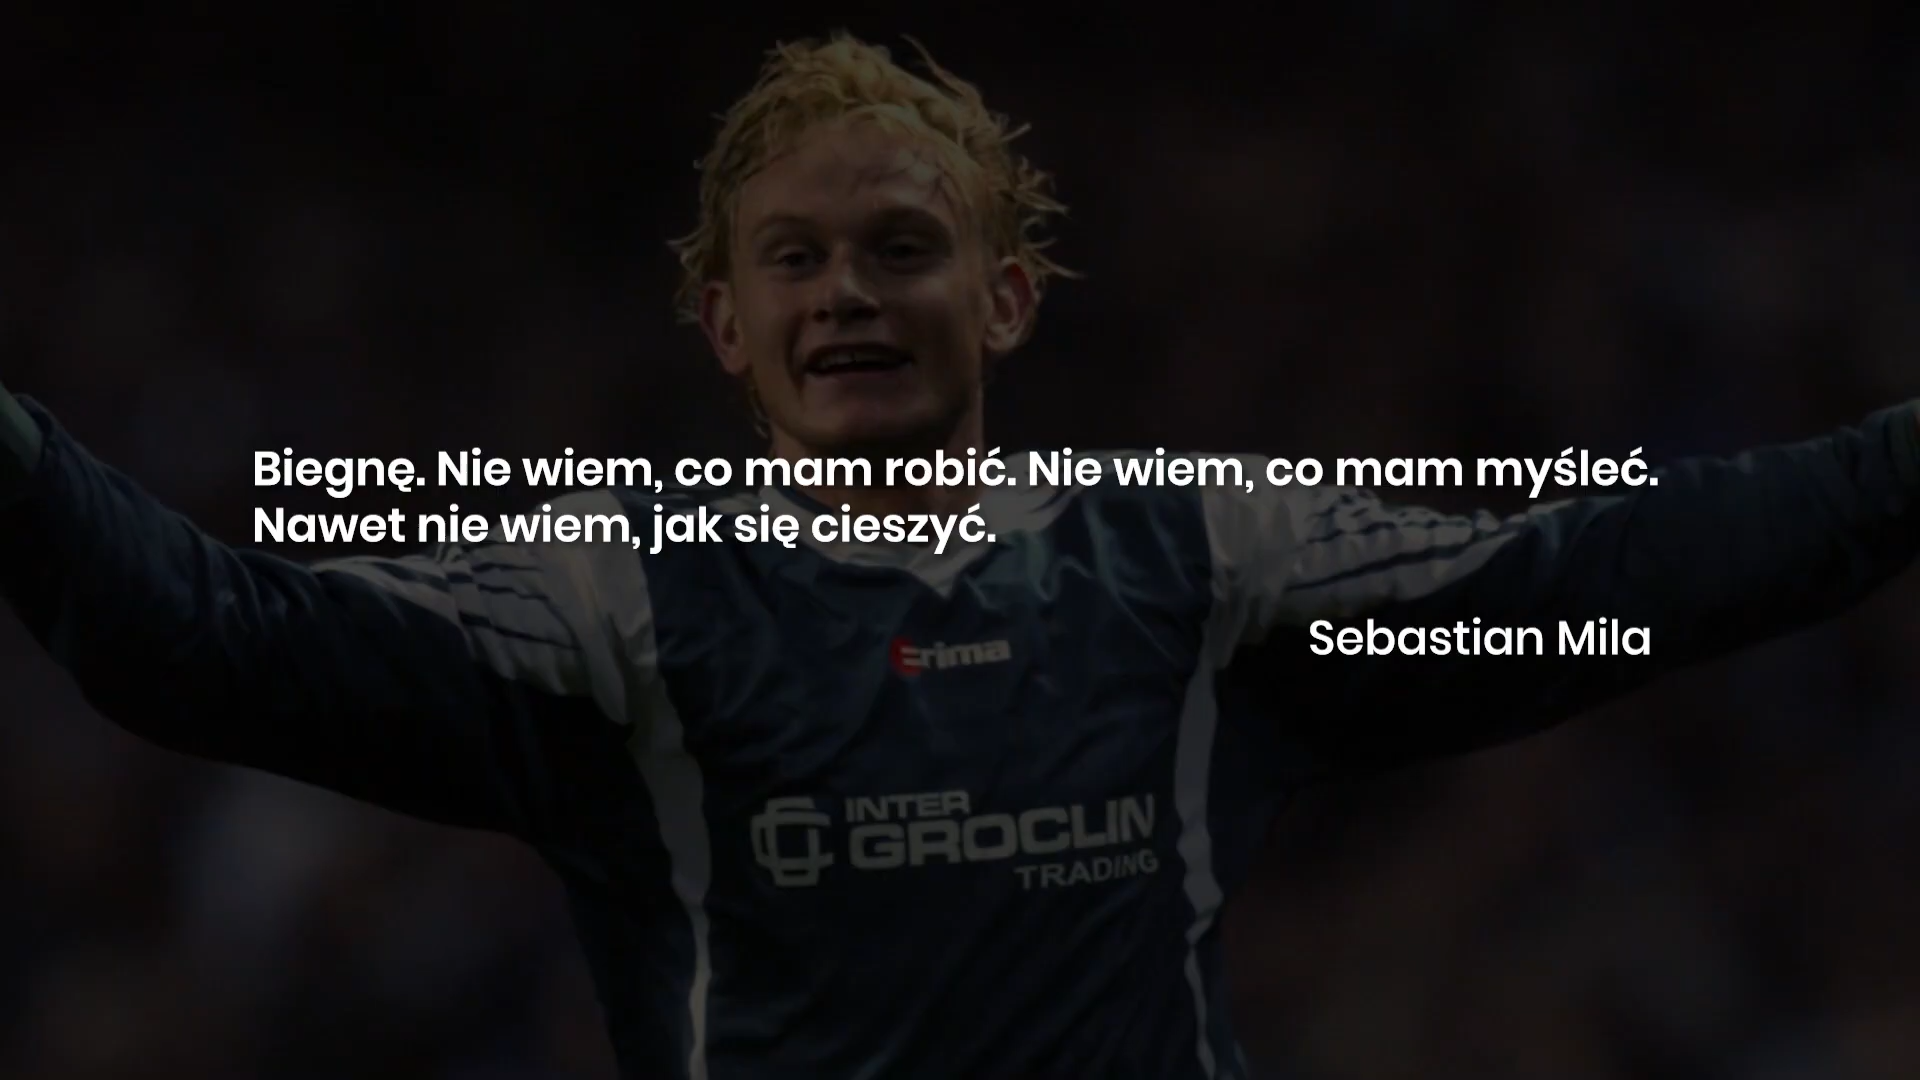 Biegnę. Nie wiem, co mam robić. Nie wiem, co mam myśleć.
Nawet nie wiem, jak się cieszyć.
Sebastian Mila
erima
INTER
GROCLIN
TRADING